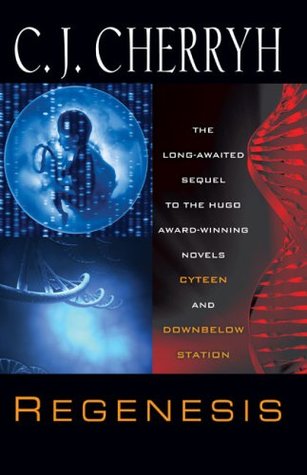 C. J. CHERRYH
THE
LONG-AWAITED
SEQUEL
TO THE HUGO
AWARD-WINNING
NOVELS
CYTEEN
AND
DOWNBELOW
STATION
REGENESIS